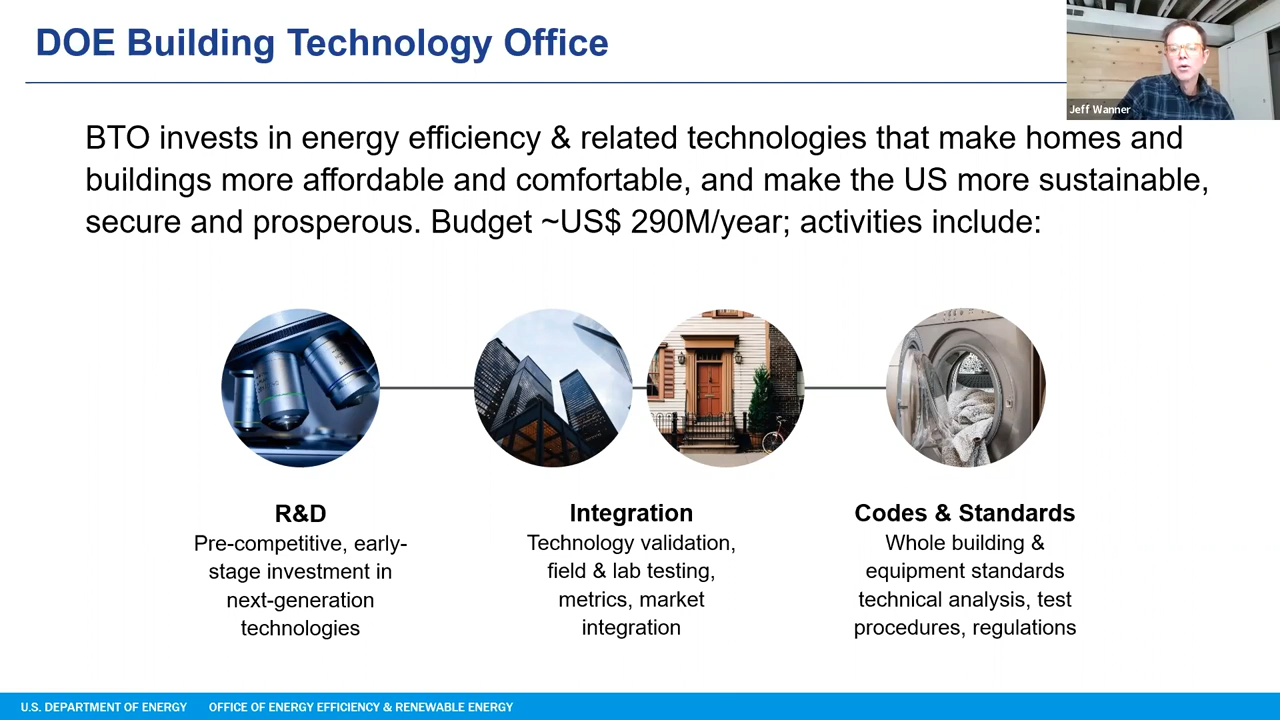 DOE Building Technology Office
Jeff Wanner
BTO invests in energy efficiency & related technologies that make homes and
buildings more affordable and comfortable, and make the US more sustainable,
secure and prosperous. Budget ~US$ 290M/year; activities include:
R&D
Pre-competitive, early-
stage investment in
next-generation
technologies
Integration
Technology validation,
field & lab testing,
metrics, market
integration
Codes & Standards
Whole building &
equipment standards
technical analysis, test
procedures, regulations
U.S. DEPARTMENT OF ENERGY OFFICE OF ENERGY EFFICIENCY & RENEWABLE ENERGY